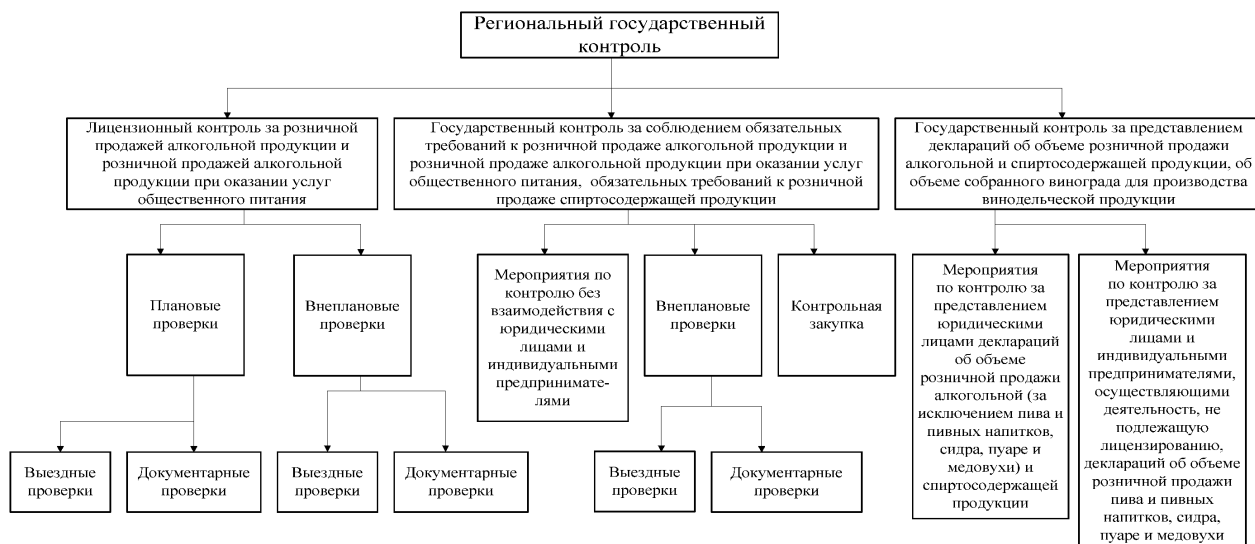 Региональный государственный
контроль
Лицензионный контроль за розничной
продажей алкогольной продукции и
розничной продажей алкогольной
продукции при оказании услуг
общественного питания
Государственный контроль за соблюдением обязательных
требований к розничной продаже алкогольной продукции и
розничной продаже алкогольной продукции при оказании услуг
общественного питания, обязательных требований к розничной
продаже спиртосодержащей продукции
Государственный контроль за представлением
деклараций об объеме розничной продажи
алкогольной и спиртосодержащей продукции, об
объеме собранного винограда для производства
винодельческой продукции
Плановые
проверки
Внеплановые
проверки
Мероприятия по
контролю без
взаимодействия с
юридическими
лицами и
индивидуальными
предпринимате-
лями
Внеплановые
проверки
Контрольная
закупка
Мероприятия
по контролю за
представлением
юридическими
лицами деклараций
об объеме
розничной продажи
алкогольной (за
исключением пива и
пивных напитков,
сидра, пуаре и
медовухи) и
спиртосодержащей
продукции
Мероприятия
по контролю за
представлением
юридическими
лицами и
индивидуальными
предпринимателями,
осуществляющими
деятельность, не
подлежащую
лицензированию,
деклараций об объеме
розничной продажи
пива и пивных
напитков, сидра,
пуаре и медовухи
Выездные
проверки
Документарные
проверки
Выездные
проверки
Документарные
проверки
Выездные
проверки
Документарные
проверки